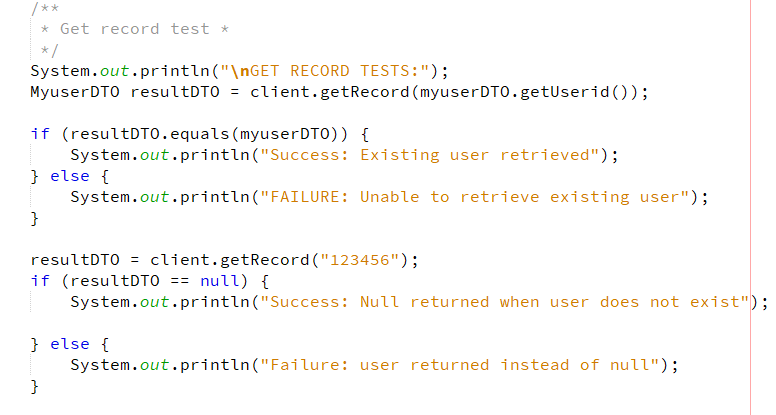 /**
 * Get record test *
 */
System.out.println("\nGET RECORD TESTS:");
MyuserDTO resultDTO = client.getRecord(myuserDTO.getUserid());

if (resultDTO.equals(myuserDTO)) {
    System.out.println("Success: Existing user retrieved");
} else {
    System.out.println("FAILURE: Unable to retrieve existing user");
}

resultDTO = client.getRecord("123456");
if (resultDTO == null) {
    System.out.println("Success: Null returned when user does not exist");

} else {
    System.out.println("Failure: user returned instead of null");
}